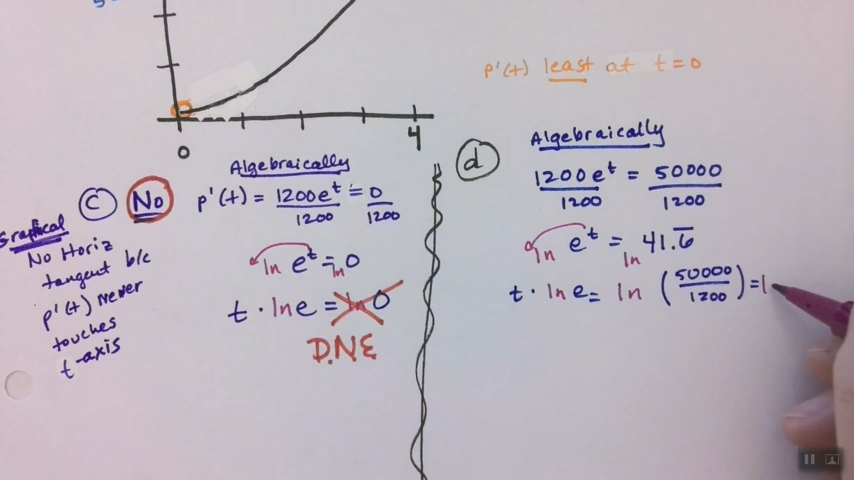 P'(t) least at t=0
4
0
C
No
Algebraically
P'(t) = 1200e^t = 0
1200 1200
ln e^t = ln 0
t · ln e = ln 0
D.N.E
Graphical
No Horiz
tangent b/c
P'(t) never
touches
t-axis
d
Algebraically
1200e^t = 50000
1200 1200
ln e^t = ln 41.6̅
t · ln e = ln (50000/1200) =